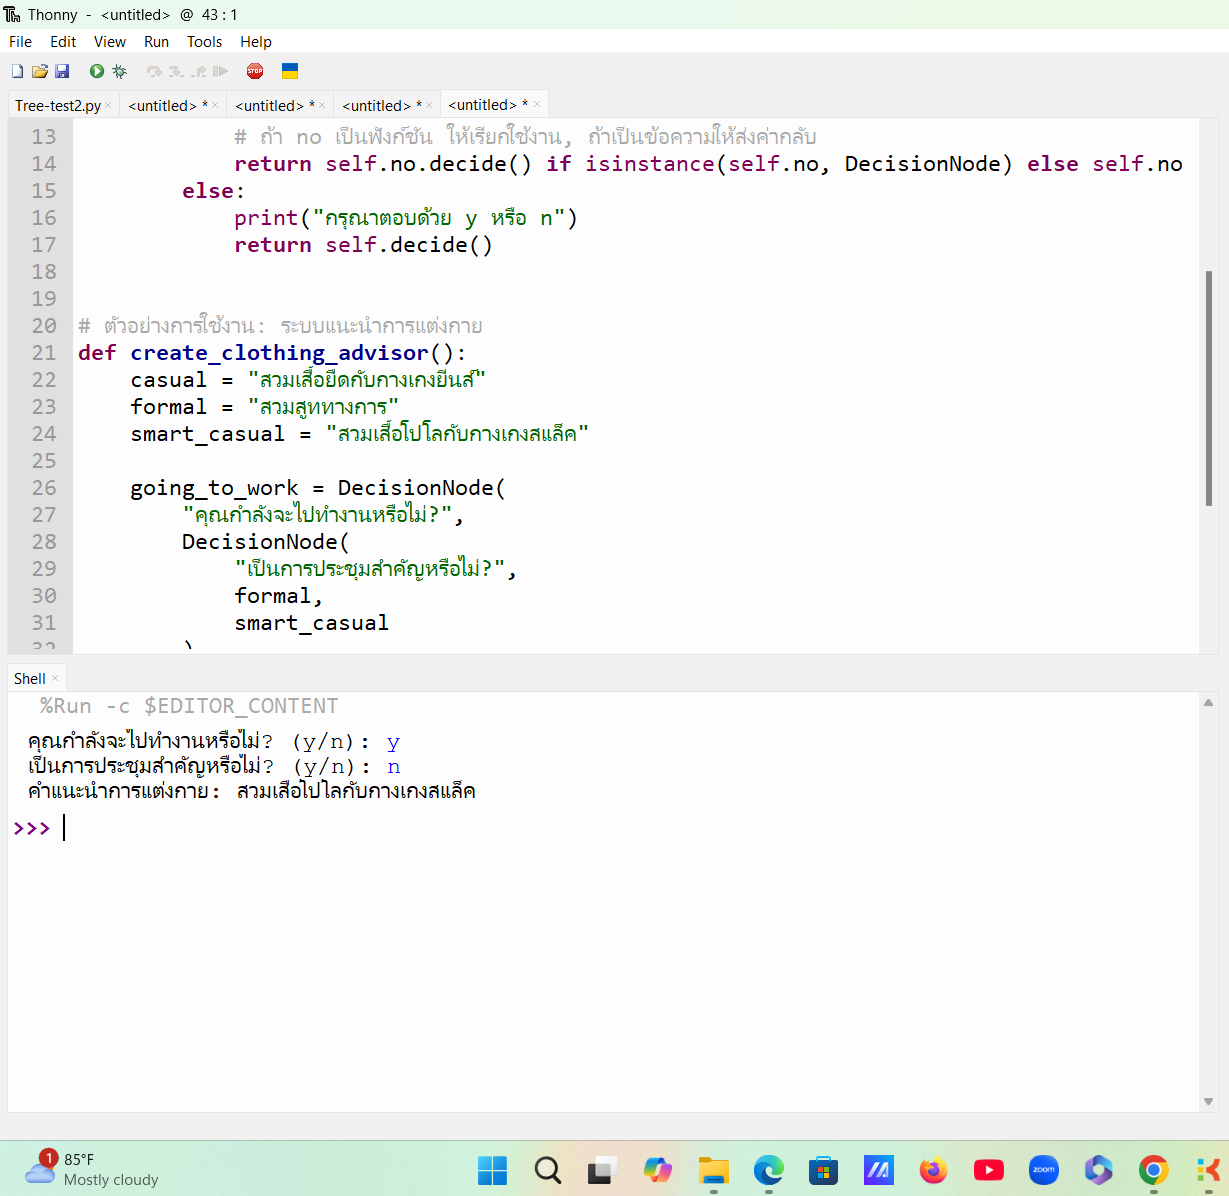 Thonny - <untitled> @ 43 : 1
File Edit View Run Tools Help
STOP
Tree-test2.py × <untitled> * × <untitled> * × <untitled> * × <untitled> * ×
13 # ถ้า no เป็นฟังก์ชัน ให้เรียกใช้งาน, ถ้าเป็นข้อความให้ส่งค่ากลับ
14 return self.no.decide() if isinstance(self.no, DecisionNode) else self.no
15 else:
16 print("กรุณาตอบด้วย y หรือ n")
17 return self.decide()
18
19
20 # ตัวอย่างการใช้งาน: ระบบแนะนำการแต่งกาย
21 def create_clothing_advisor():
22 casual = "สวมเสื้อยืดกับกางเกงยีนส์"
23 formal = "สวมสูททางการ"
24 smart_casual = "สวมเสื้อโปโลกับกางเกงสแล็ค"
25
26 going_to_work = DecisionNode(
27 "คุณกำลังจะไปทำงานหรือไม่?",
28 DecisionNode(
29 "เป็นการประชุมสำคัญหรือไม่?",
30 formal,
31 smart_casual
32 )
Shell ×
%Run -c $EDITOR_CONTENT
คุณกำลังจะไปทำงานหรือไม่? (y/n): y
เป็นการประชุมสำคัญหรือไม่? (y/n): n
คำแนะนำการแต่งกาย: สวมเสื้อโปโลกับกางเกงสแล็ค
>>>
1 85°F
Mostly cloudy
zoom